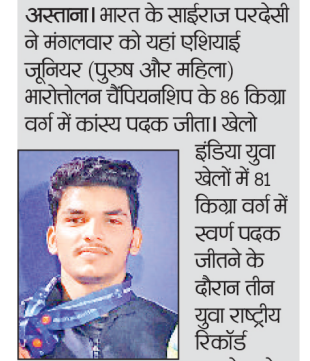 अस्ताना। भारत के साईराज परदेसी
ने मंगलवार को यहां एशियाई
जूनियर (पुरुष और महिला)
भारोत्तोलन चैंपियनशिप के 86 किग्रा
वर्ग में कांस्य पदक जीता। खेलो
इंडिया युवा
खेलों में 81
किग्रा वर्ग में
स्वर्ण पदक
जीतने के
दौरान तीन
युवा राष्ट्रीय
रिकॉर्ड